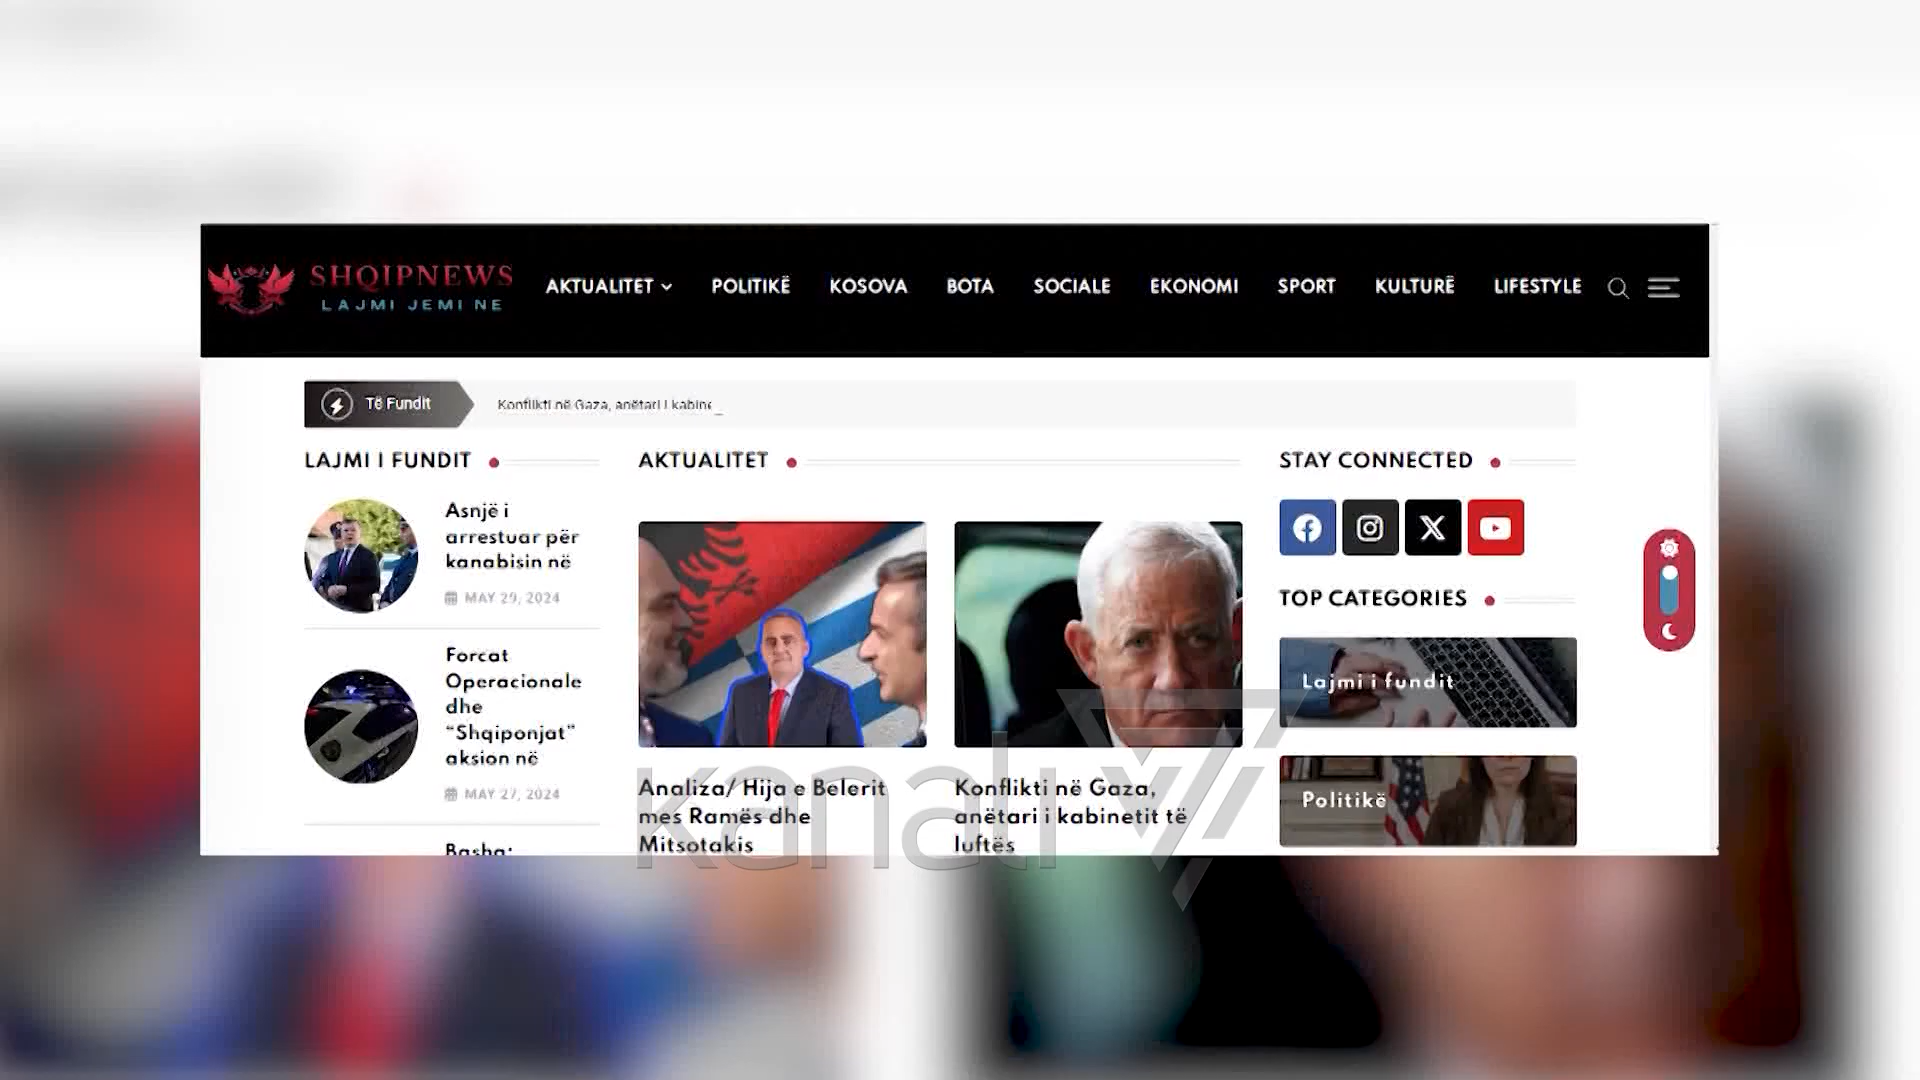 SHQIPNEWS
LAJMI JEMI NE
AKTUALITET
POLITIKË
KOSOVA
BOTA
SOCIALE
EKONOMI
SPORT
KULTURË
LIFESTYLE
Të Fundit
Konflikti në Gaza, anëtari i kabine_
LAJMI I FUNDIT
Asnjë i
arrestuar për
kanabisin në
MAY 29, 2024
Forcat
Operacionale
dhe
“Shqiponjat”
aksion në
MAY 27, 2024
Basha:
AKTUALITET
Analiza/ Hija e Belerit
mes Ramës dhe
Mitsotakis
Konflikti në Gaza,
anëtari i kabinetit të
luftës
STAY CONNECTED
TOP CATEGORIES
Lajmi i fundit
Politikë
kanali 7